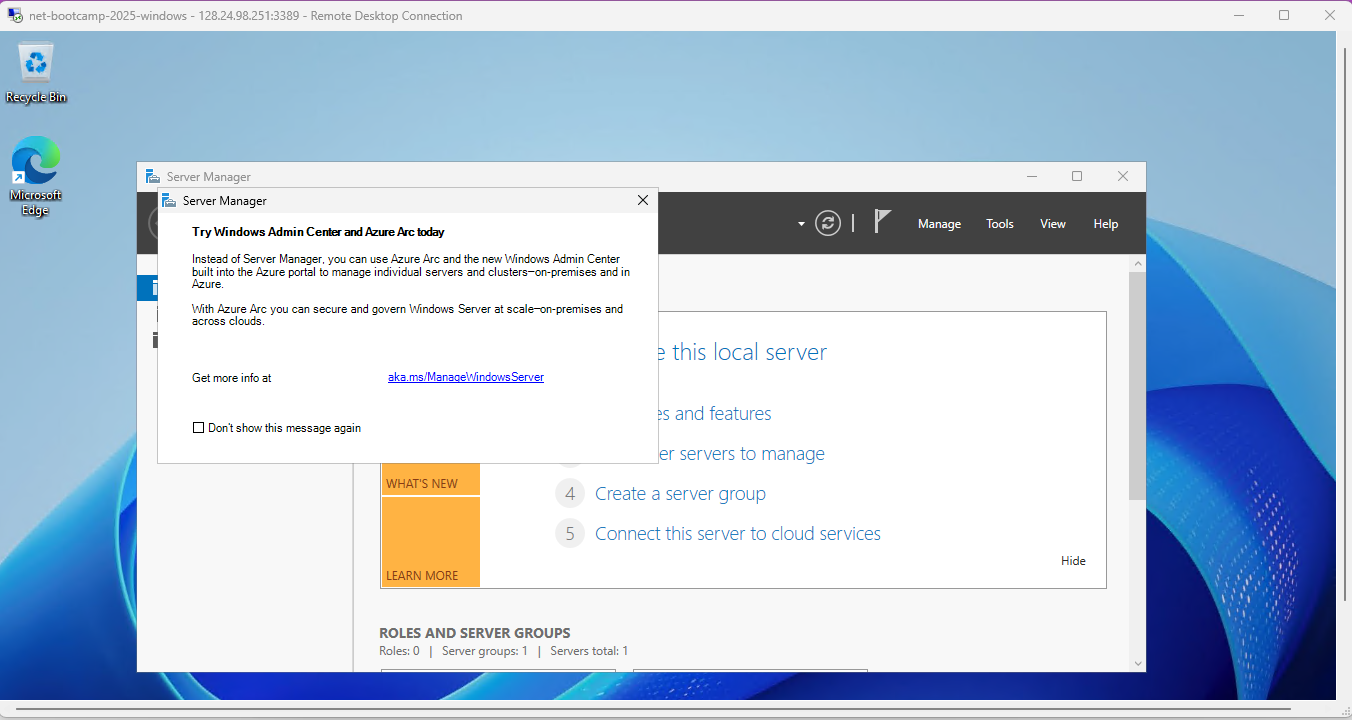 net-bootcamp-2025-windows - 128.24.98.251:3389 - Remote Desktop Connection
Recycle Bin
Microsoft
Edge
Server Manager
Manage
Tools
View
Help
Server Manager
Try Windows Admin Center and Azure Arc today
Instead of Server Manager, you can use Azure Arc and the new Windows Admin Center
built into the Azure portal to manage individual servers and clusters–on-premises and in
Azure.
With Azure Arc you can secure and govern Windows Server at scale–on-premises and
across clouds.
Get more info at
aka.ms/ManageWindowsServer
Don't show this message again
this local server
and features
servers to manage
4 Create a server group
5 Connect this server to cloud services
WHAT'S NEW
LEARN MORE
Hide
ROLES AND SERVER GROUPS
Roles: 0 | Server groups: 1 | Servers total: 1